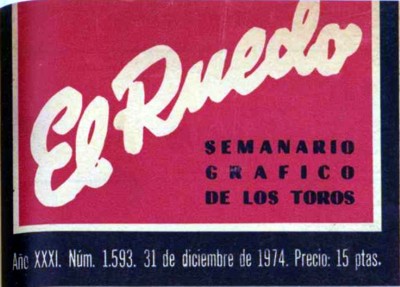 El Ruedo
SEMANARIO
GRAFICO
DE LOS TOROS
Año XXXI. Núm. 1.593. 31 de diciembre de 1974. Precio: 15 ptas.